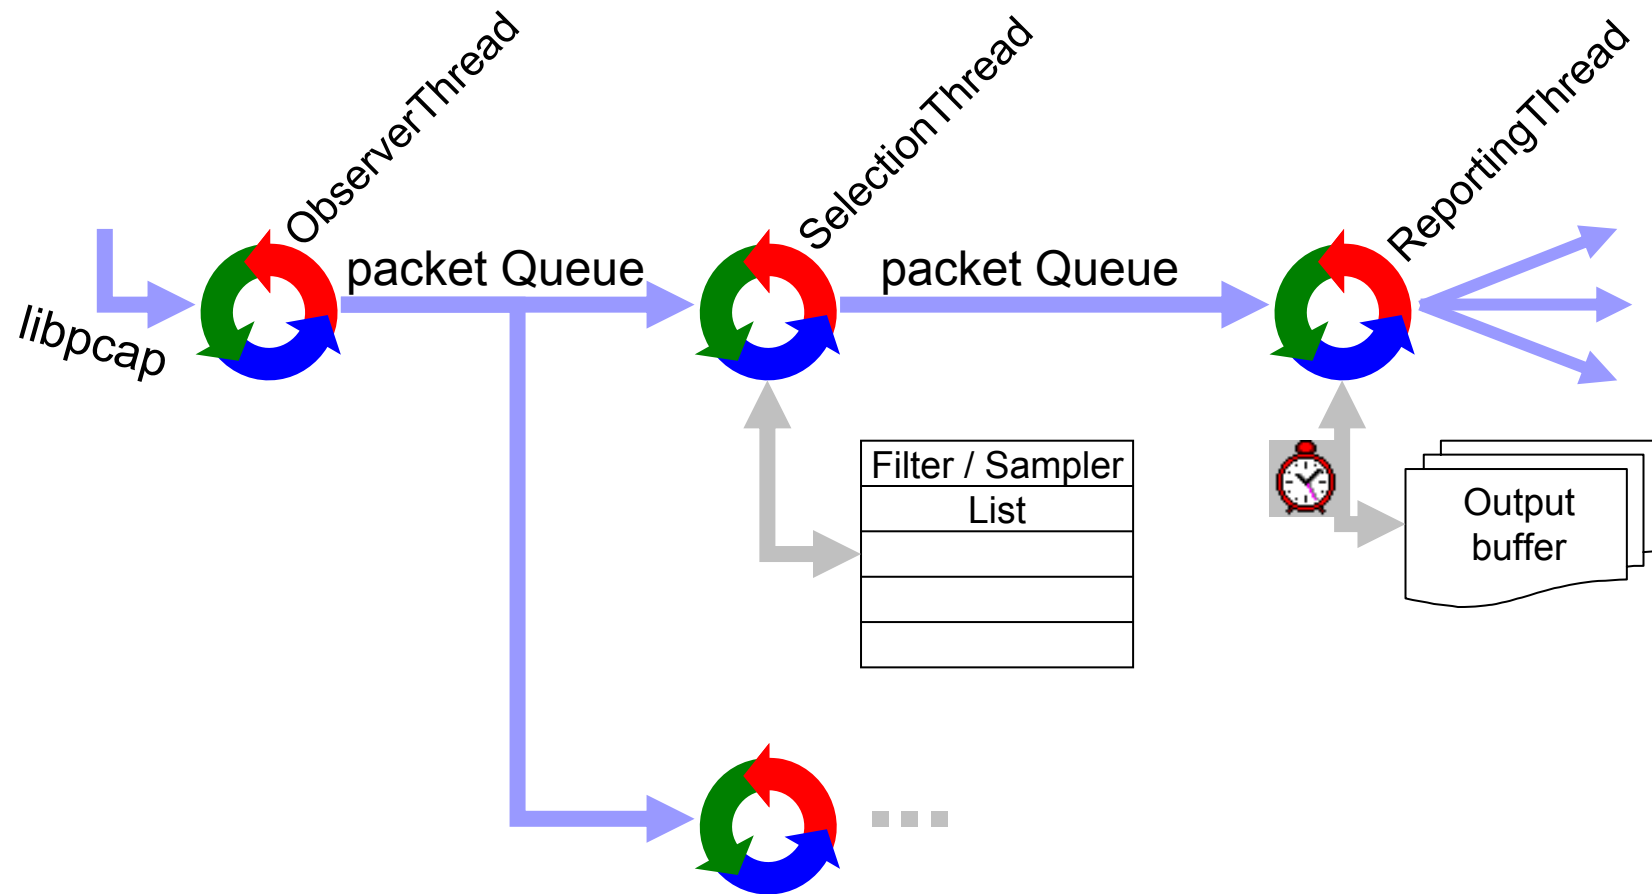 ObserverThread
SelectionThread
ReportingThread
libpcap
packet Queue
packet Queue
Filter / Sampler
List
Output
buffer